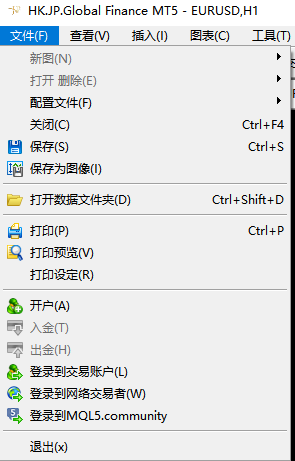 HK.JP.Global Finance MT5 - EURUSD,H1
文件(F) 查看(V) 插入(I) 图表(C) 工具(T)
新图(N)
打开 删除(E)
配置文件(F)
关闭(C) Ctrl+F4
保存(S) Ctrl+S
保存为图像(I)
打开数据文件夹(D) Ctrl+Shift+D
打印(P) Ctrl+P
打印预览(V)
打印设定(R)
开户(A)
入金(T)
出金(H)
登录到交易账户(L)
登录到网络交易者(W)
登录到MQL5.community
退出(x)